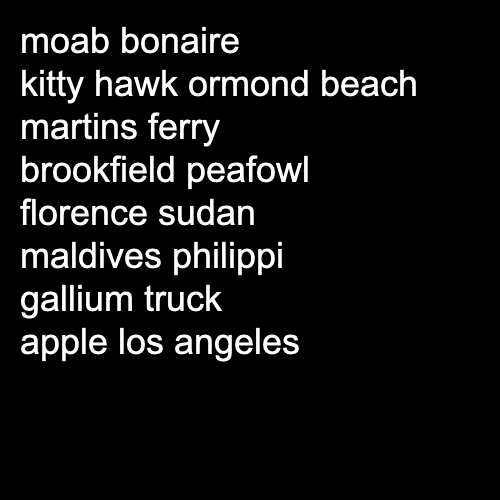 moab bonaire
kitty hawk ormond beach
martins ferry
brookfield peafowl
florence sudan
maldives philippi
gallium truck
apple los angeles